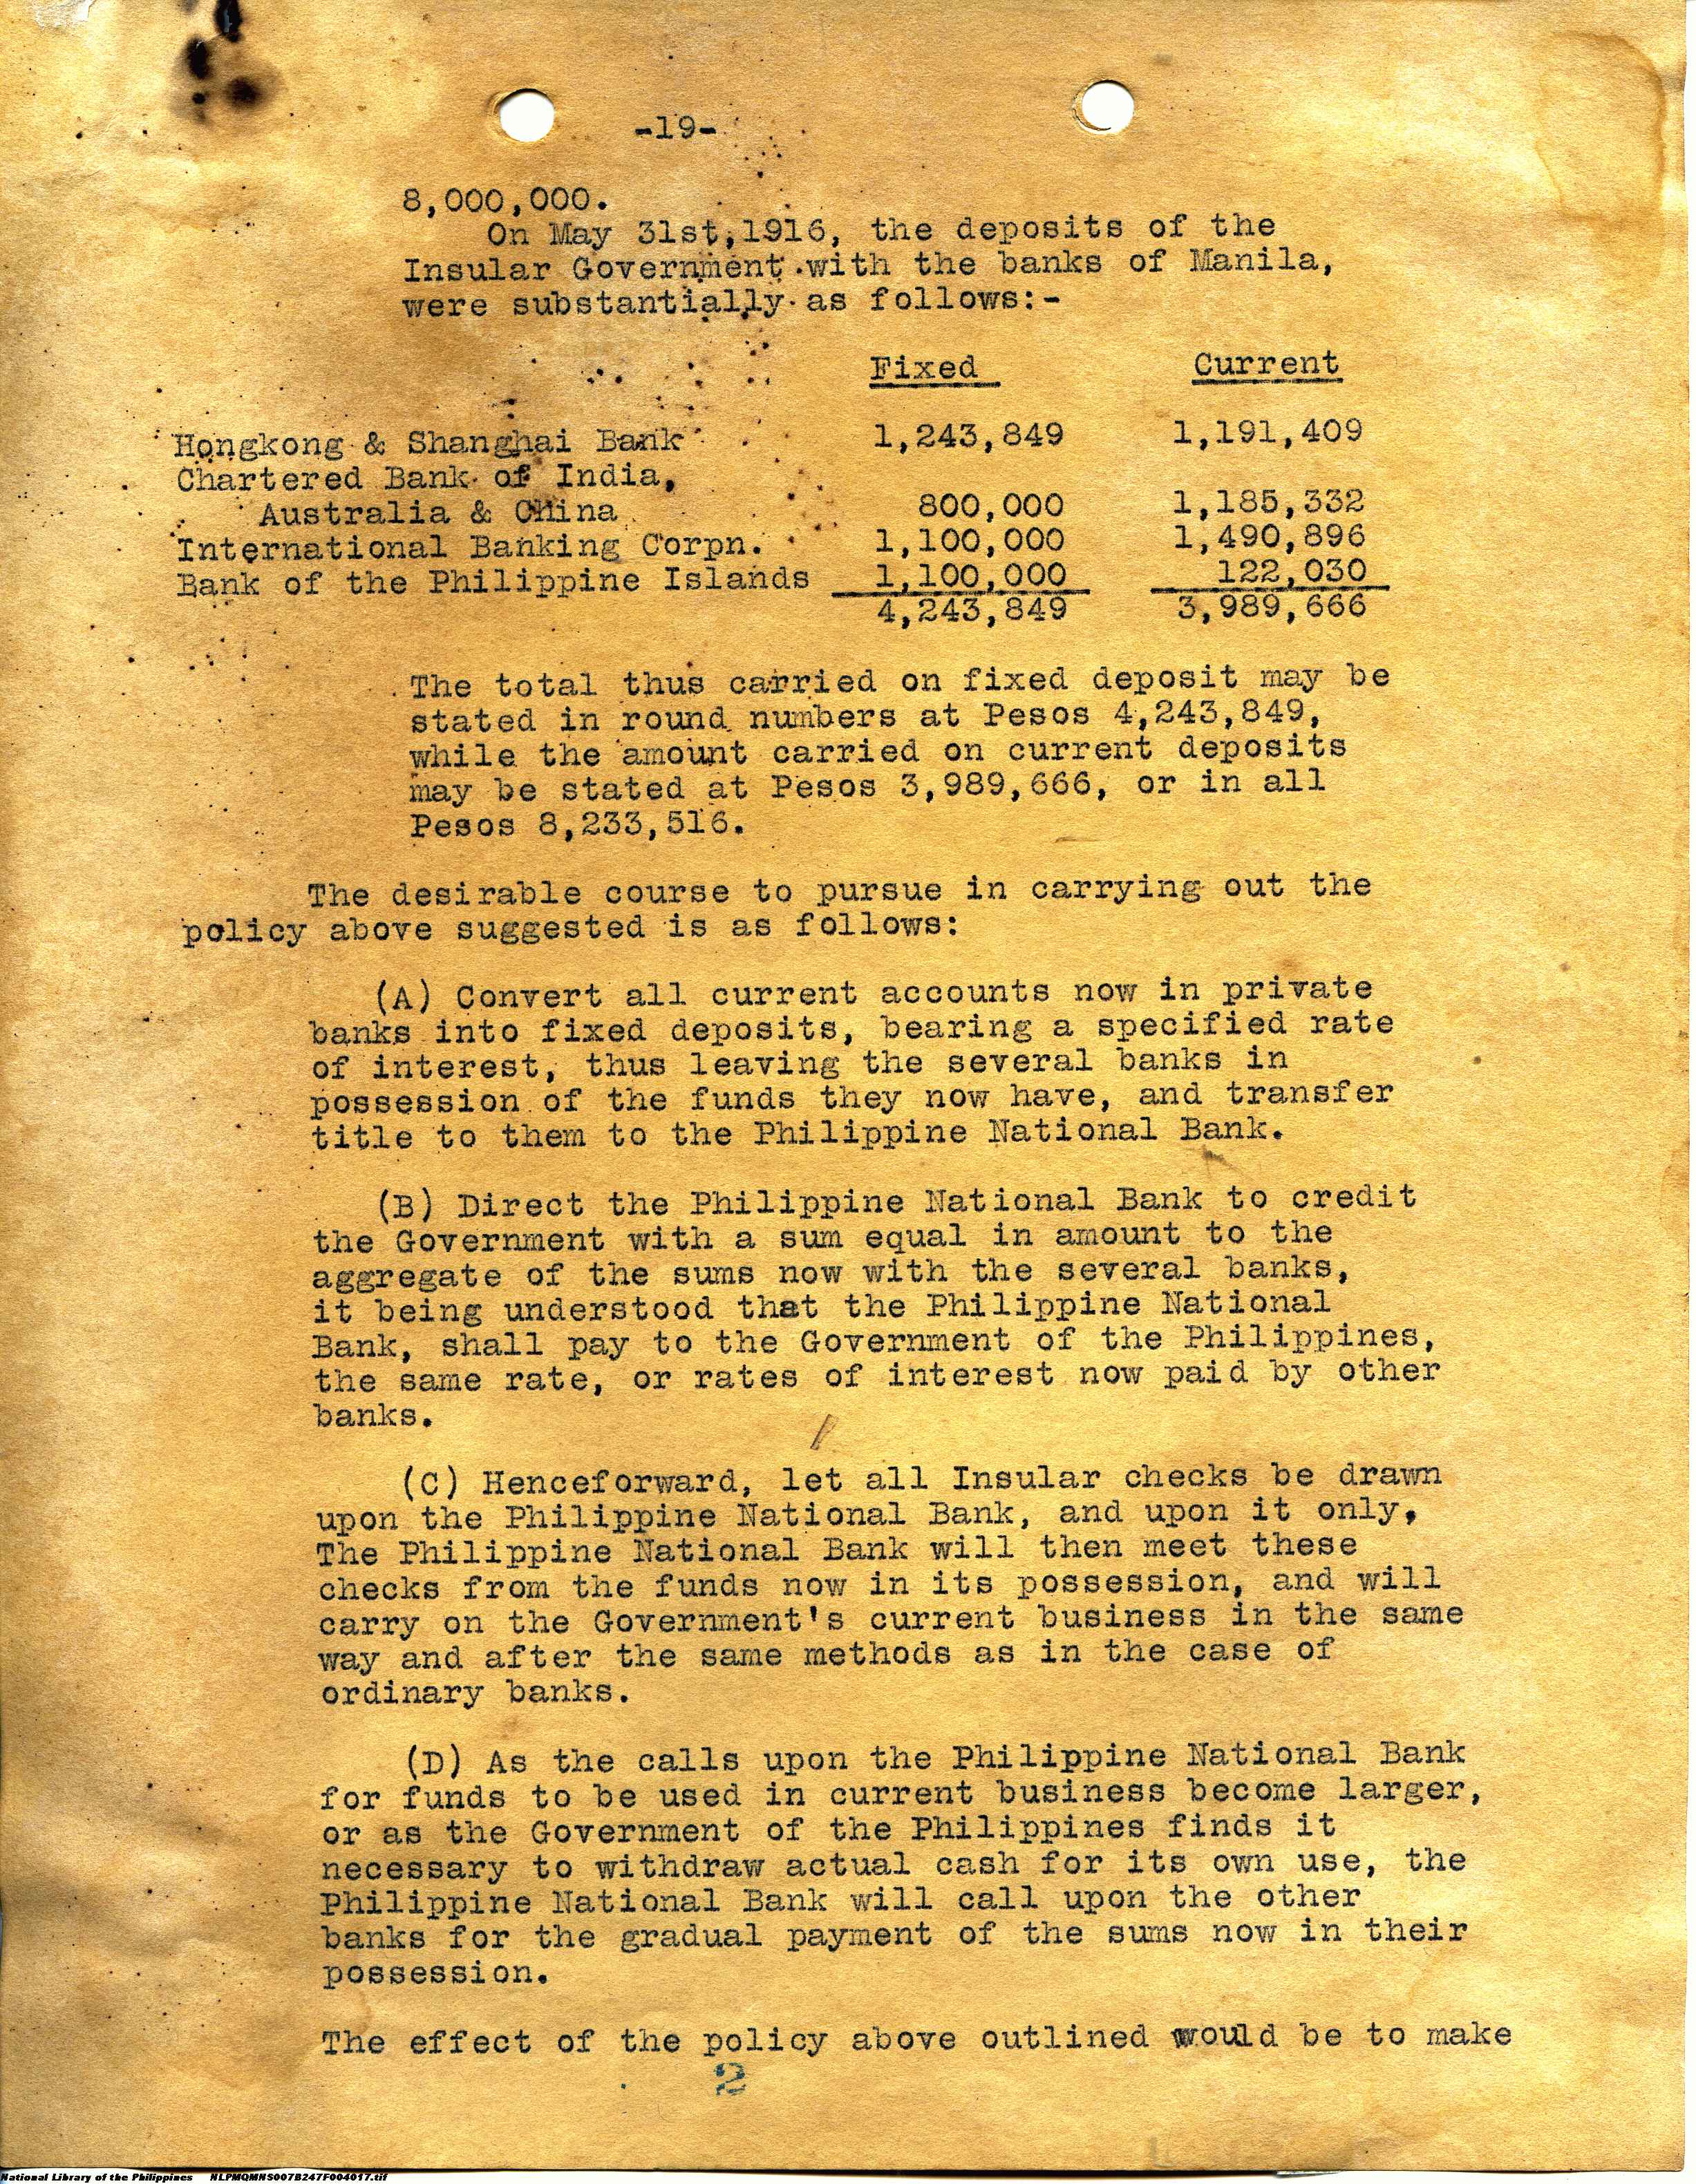 -19-
8,000,000.
On May 31st,1916, the deposits of the
Insular Government with the banks of Manila,
were substantially as follows:-
Fixed Current
Hongkong & Shanghai Bank 1,243,849 1,191,409
Chartered Bank of India,
Australia & China 800,000 1,185,332
International Banking Corpn. 1,100,000 1,490,896
Bank of the Philippine Islands 1,100,000 122,030
4,243,849 3,989,666
The total thus carried on fixed deposit may be
stated in round numbers at Pesos 4,243,849,
while the amount carried on current deposits
may be stated at Pesos 3,989,666, or in all
Pesos 8,233,516.
The desirable course to pursue in carrying out the
policy above suggested is as follows:
(A) Convert all current accounts now in private
banks into fixed deposits, bearing a specified rate
of interest, thus leaving the several banks in
possession of the funds they now have, and transfer
title to them to the Philippine National Bank.
(B) Direct the Philippine National Bank to credit
the Government with a sum equal in amount to the
aggregate of the sums now with the several banks,
it being understood that the Philippine National
Bank, shall pay to the Government of the Philippines,
the same rate, or rates of interest now paid by other
banks.
(C) Henceforward, let all Insular checks be drawn
upon the Philippine National Bank, and upon it only,
The Philippine National Bank will then meet these
checks from the funds now in its possession, and will
carry on the Government's current business in the same
way and after the same methods as in the case of
ordinary banks.
(D) As the calls upon the Philippine National Bank
for funds to be used in current business become larger,
or as the Government of the Philippines finds it
necessary to withdraw actual cash for its own use, the
Philippine National Bank will call upon the other
banks for the gradual payment of the sums now in their
possession.
The effect of the policy above outlined would be to make
2
National Library of the Philippines NLPMQMNS007B247F004017.tif